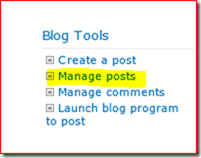 Blog Tools
Create a post
Manage posts
Manage comments
Launch blog program
to post